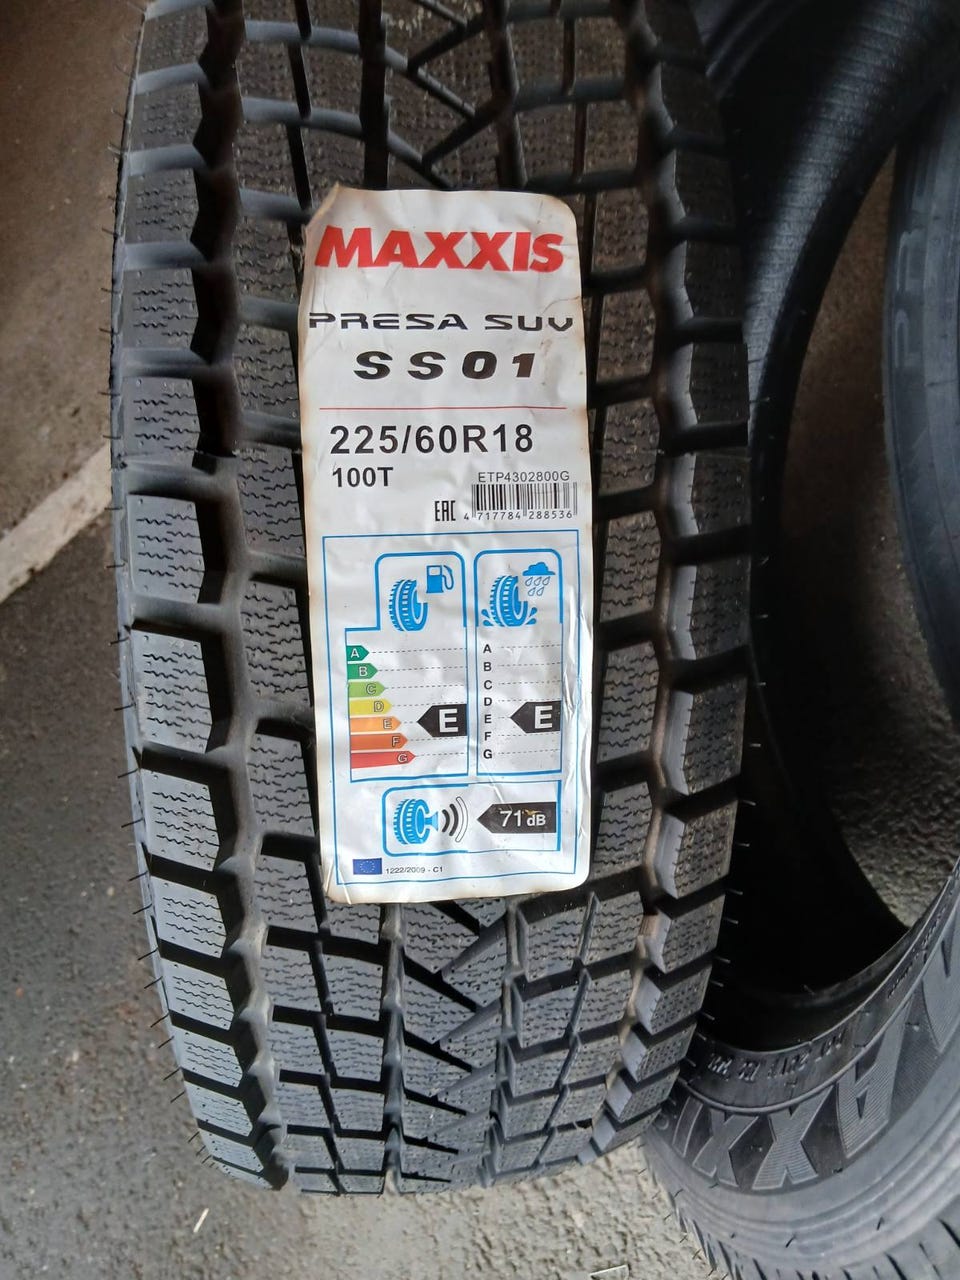 MAXXIS
PRESA SUV
SS01
225/60R18
100T
ETP4302800G
EAC
4 717784 288536
A
B
C
D
E
F
G
E
A
B
C
D
E
F
G
E
71 dB
1222/2009 - C1